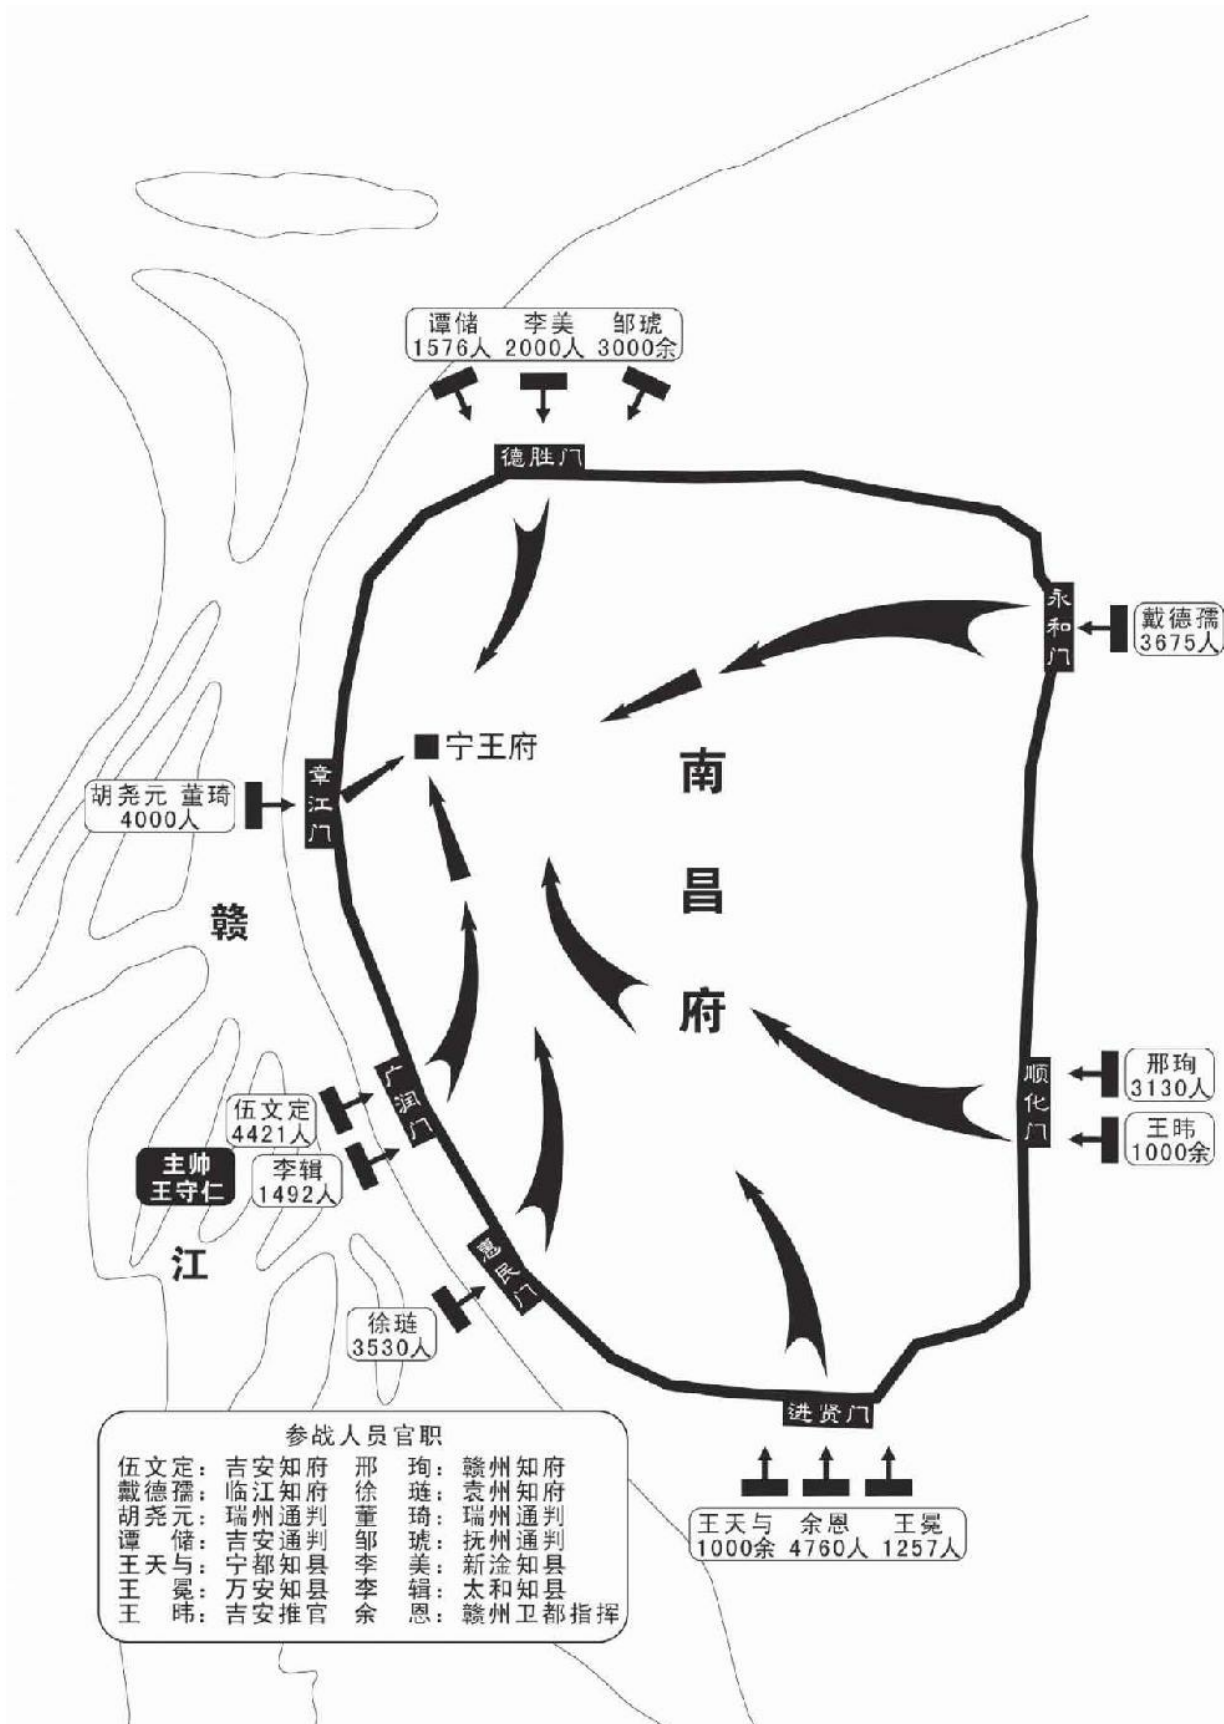 谭储 李美 邹琥
1576人 2000人 3000余
德胜门
永和门
戴德孺
3675人
宁王府
章江门
胡尧元 董琦
4000人
南昌府
赣江
广润门
伍文定
4421人
主帅
王守仁
李辑
1492人
顺化门
邢珣
3130人
王昈
1000余
惠民门
徐琏
3530人
进贤门
王天与 余恩 王冕
1000余 4760人 1257人
参战人员官职
伍文定：吉安知府 邢 珣：赣州知府
戴德孺：临江知府 徐 琏：袁州知府
胡尧元：瑞州通判 董 琦：瑞州通判
谭 储：吉安通判 邹 琥：抚州通判
王天与：宁都知县 李 美：新淦知县
王 冕：万安知县 李 辑：太和知县
王 昈：吉安推官 余 恩：赣州卫都指挥